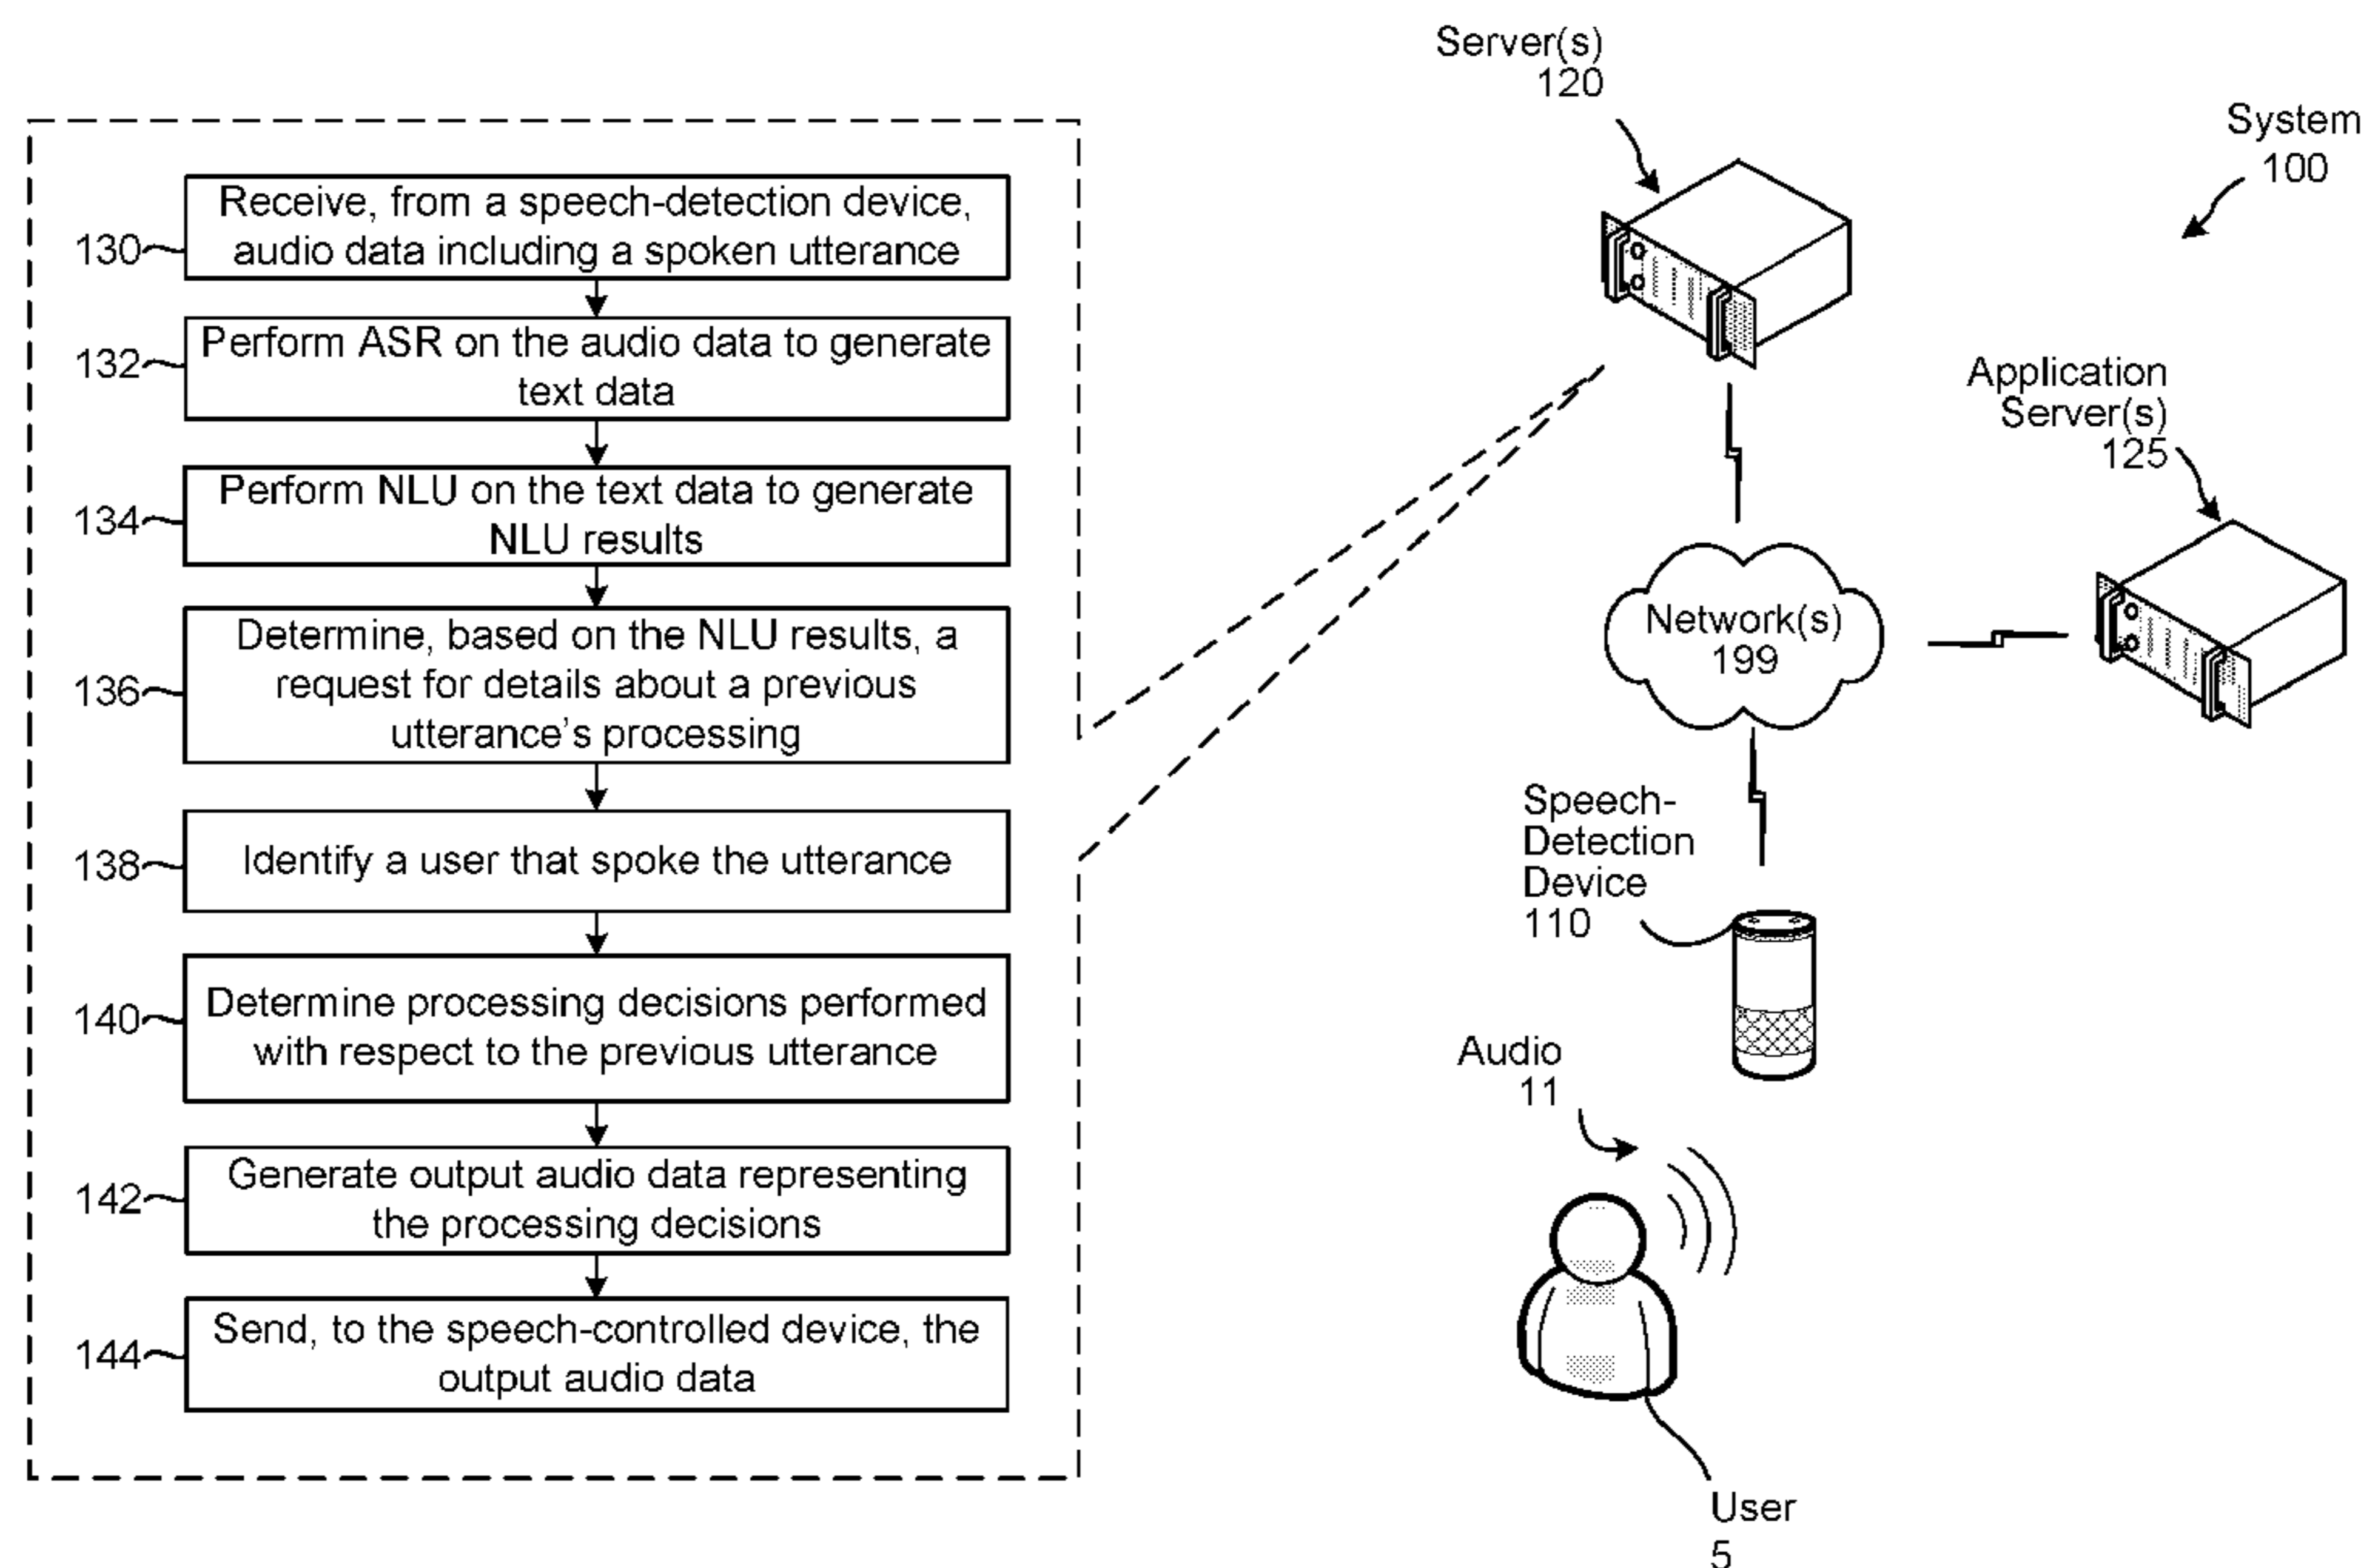 130
Receive, from a speech-detection device,
audio data including a spoken utterance
132
Perform ASR on the audio data to generate
text data
134
Perform NLU on the text data to generate
NLU results
136
Determine, based on the NLU results, a
request for details about a previous
utterance’s processing
138
Identify a user that spoke the utterance
140
Determine processing decisions performed
with respect to the previous utterance
142
Generate output audio data representing
the processing decisions
144
Send, to the speech-controlled device, the
output audio data
Server(s)
120
System
100
Application
Server(s)
125
Network(s)
199
Speech-
Detection
Device
110
Audio
11
User
5